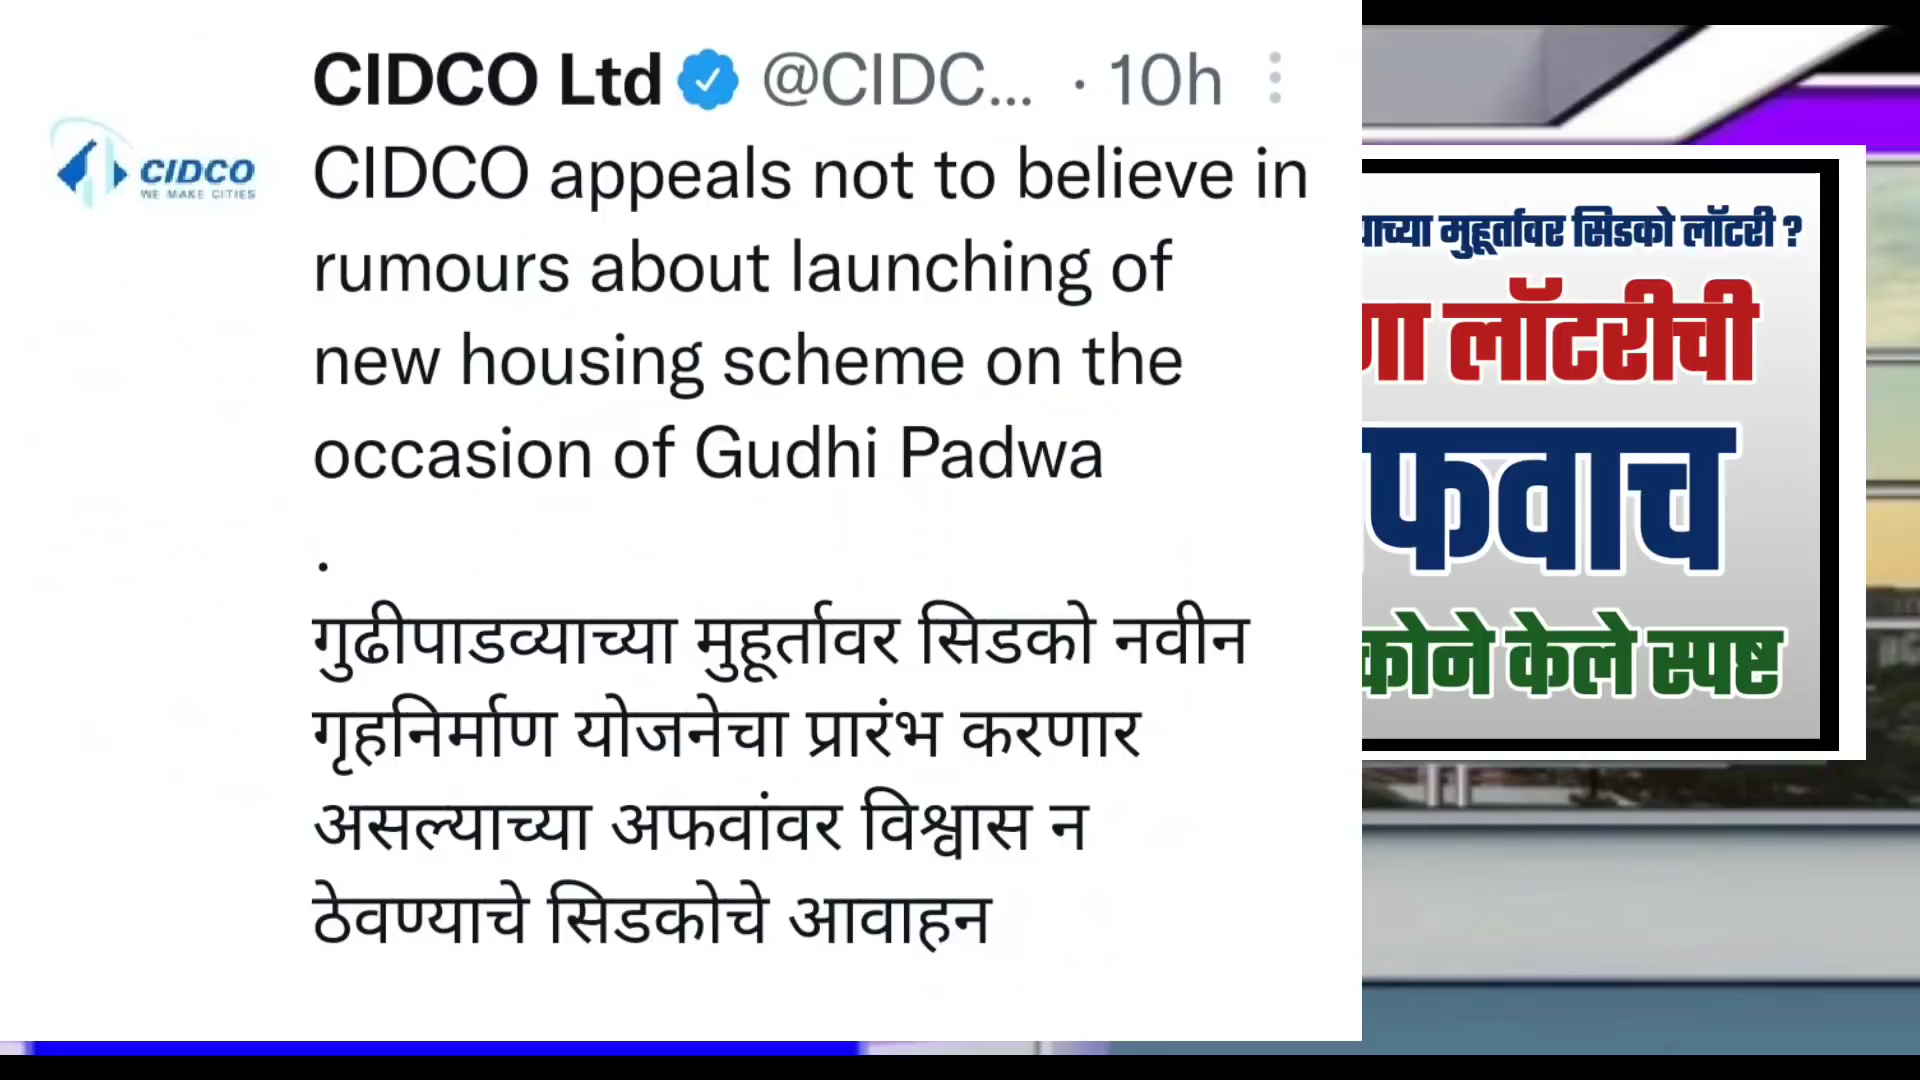 CIDCO Ltd @CIDC... · 10h
CIDCO
WE MAKE CITIES
CIDCO appeals not to believe in
rumours about launching of
new housing scheme on the
occasion of Gudhi Padwa
.
गुढीपाडव्याच्या मुहूर्तावर सिडको नवीन
गृहनिर्माण योजनेचा प्रारंभ करणार
असल्याच्या अफवांवर विश्वास न
ठेवण्याचे सिडकोचे आवाहन
मुहूर्तावर सिडको लॉटरी ?
लॉटरीची
केले स्पष्ट